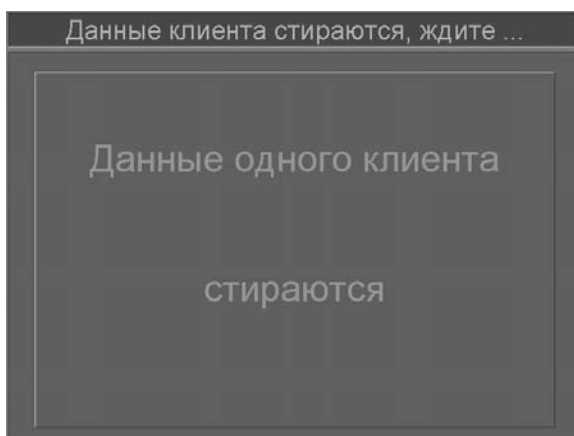 Данные клиента стираются, ждите ...
Данные одного клиента
стираются